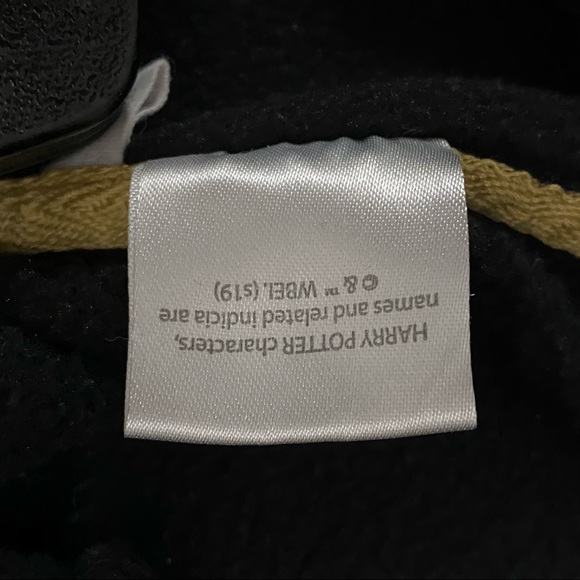 HARRY POTTER characters,
names and related indicia are
© & ™ WBEI. (s19)